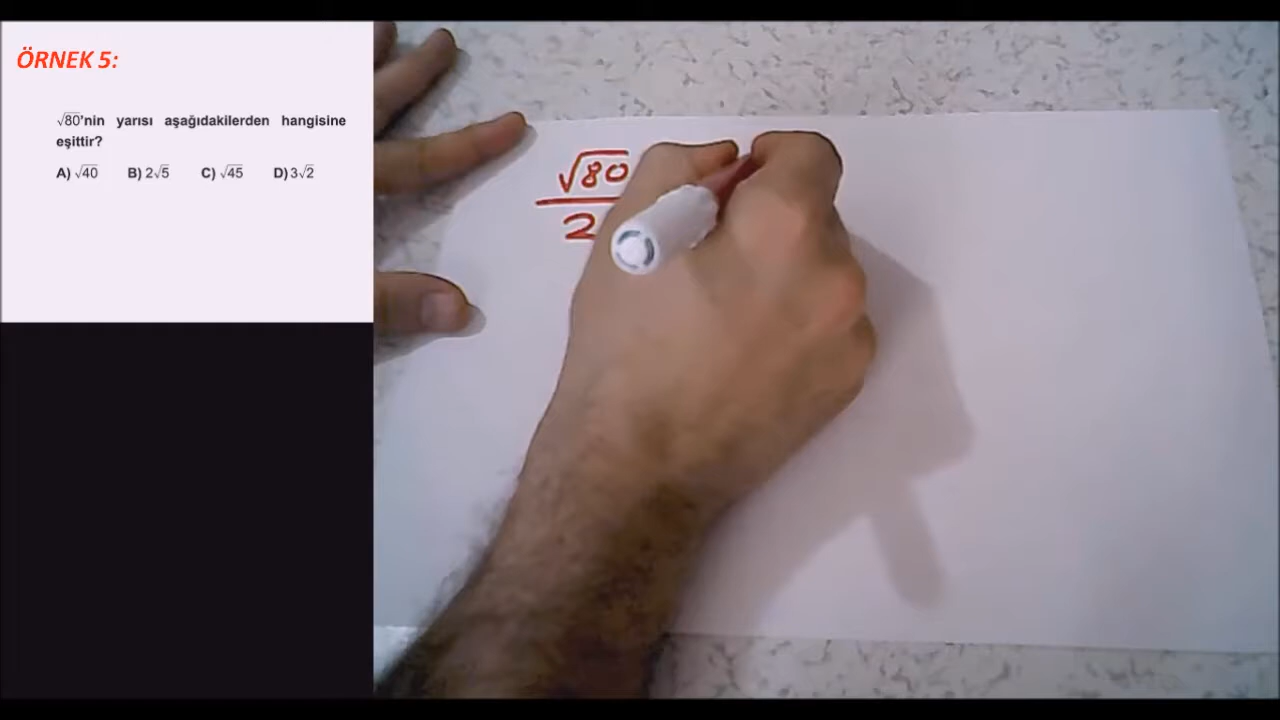 ÖRNEK 5:
√80'nin yarısı aşağıdakilerden hangisine
eşittir?
A) √40 B) 2√5 C) √45 D) 3√2
√80
2